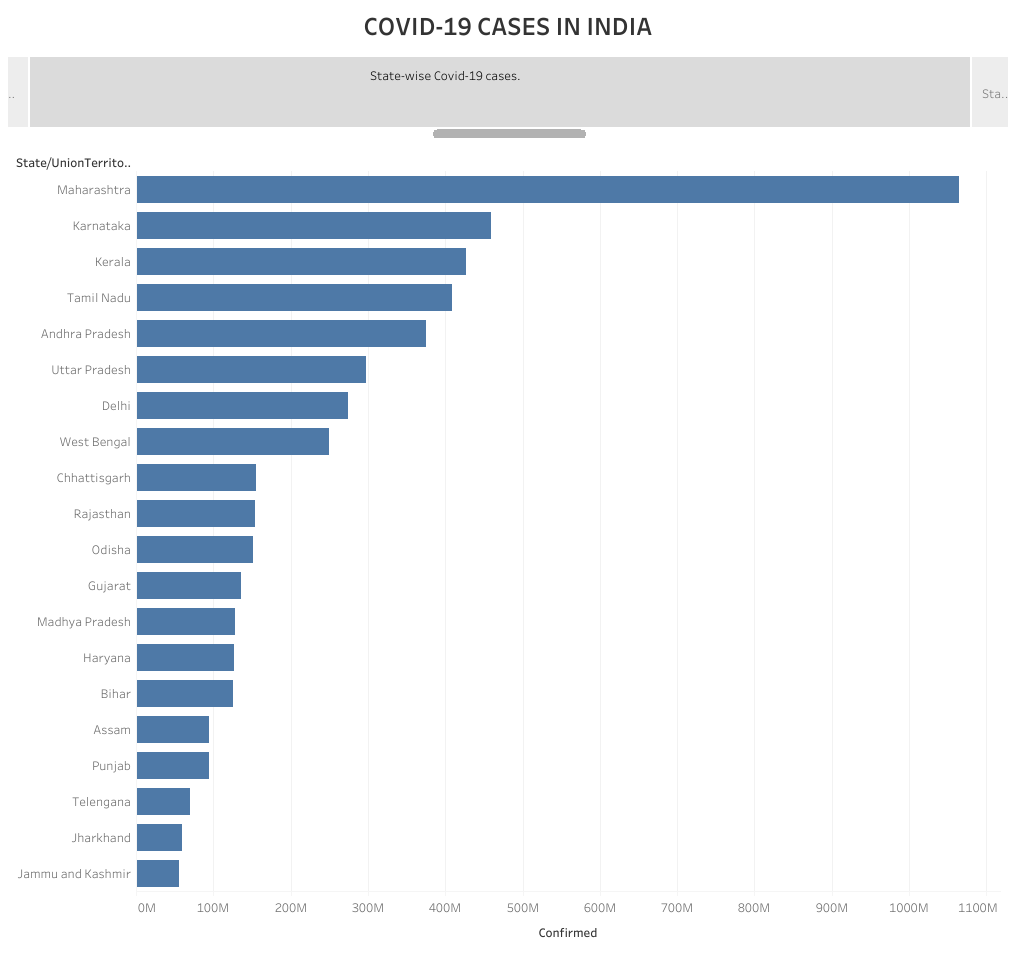 COVID-19 CASES IN INDIA
..
State-wise Covid-19 cases.
Sta..
State/UnionTerrito..
Maharashtra
Karnataka
Kerala
Tamil Nadu
Andhra Pradesh
Uttar Pradesh
Delhi
West Bengal
Chhattisgarh
Rajasthan
Odisha
Gujarat
Madhya Pradesh
Haryana
Bihar
Assam
Punjab
Telengana
Jharkhand
Jammu and Kashmir
0M 100M 200M 300M 400M 500M 600M 700M 800M 900M 1000M 1100M
Confirmed